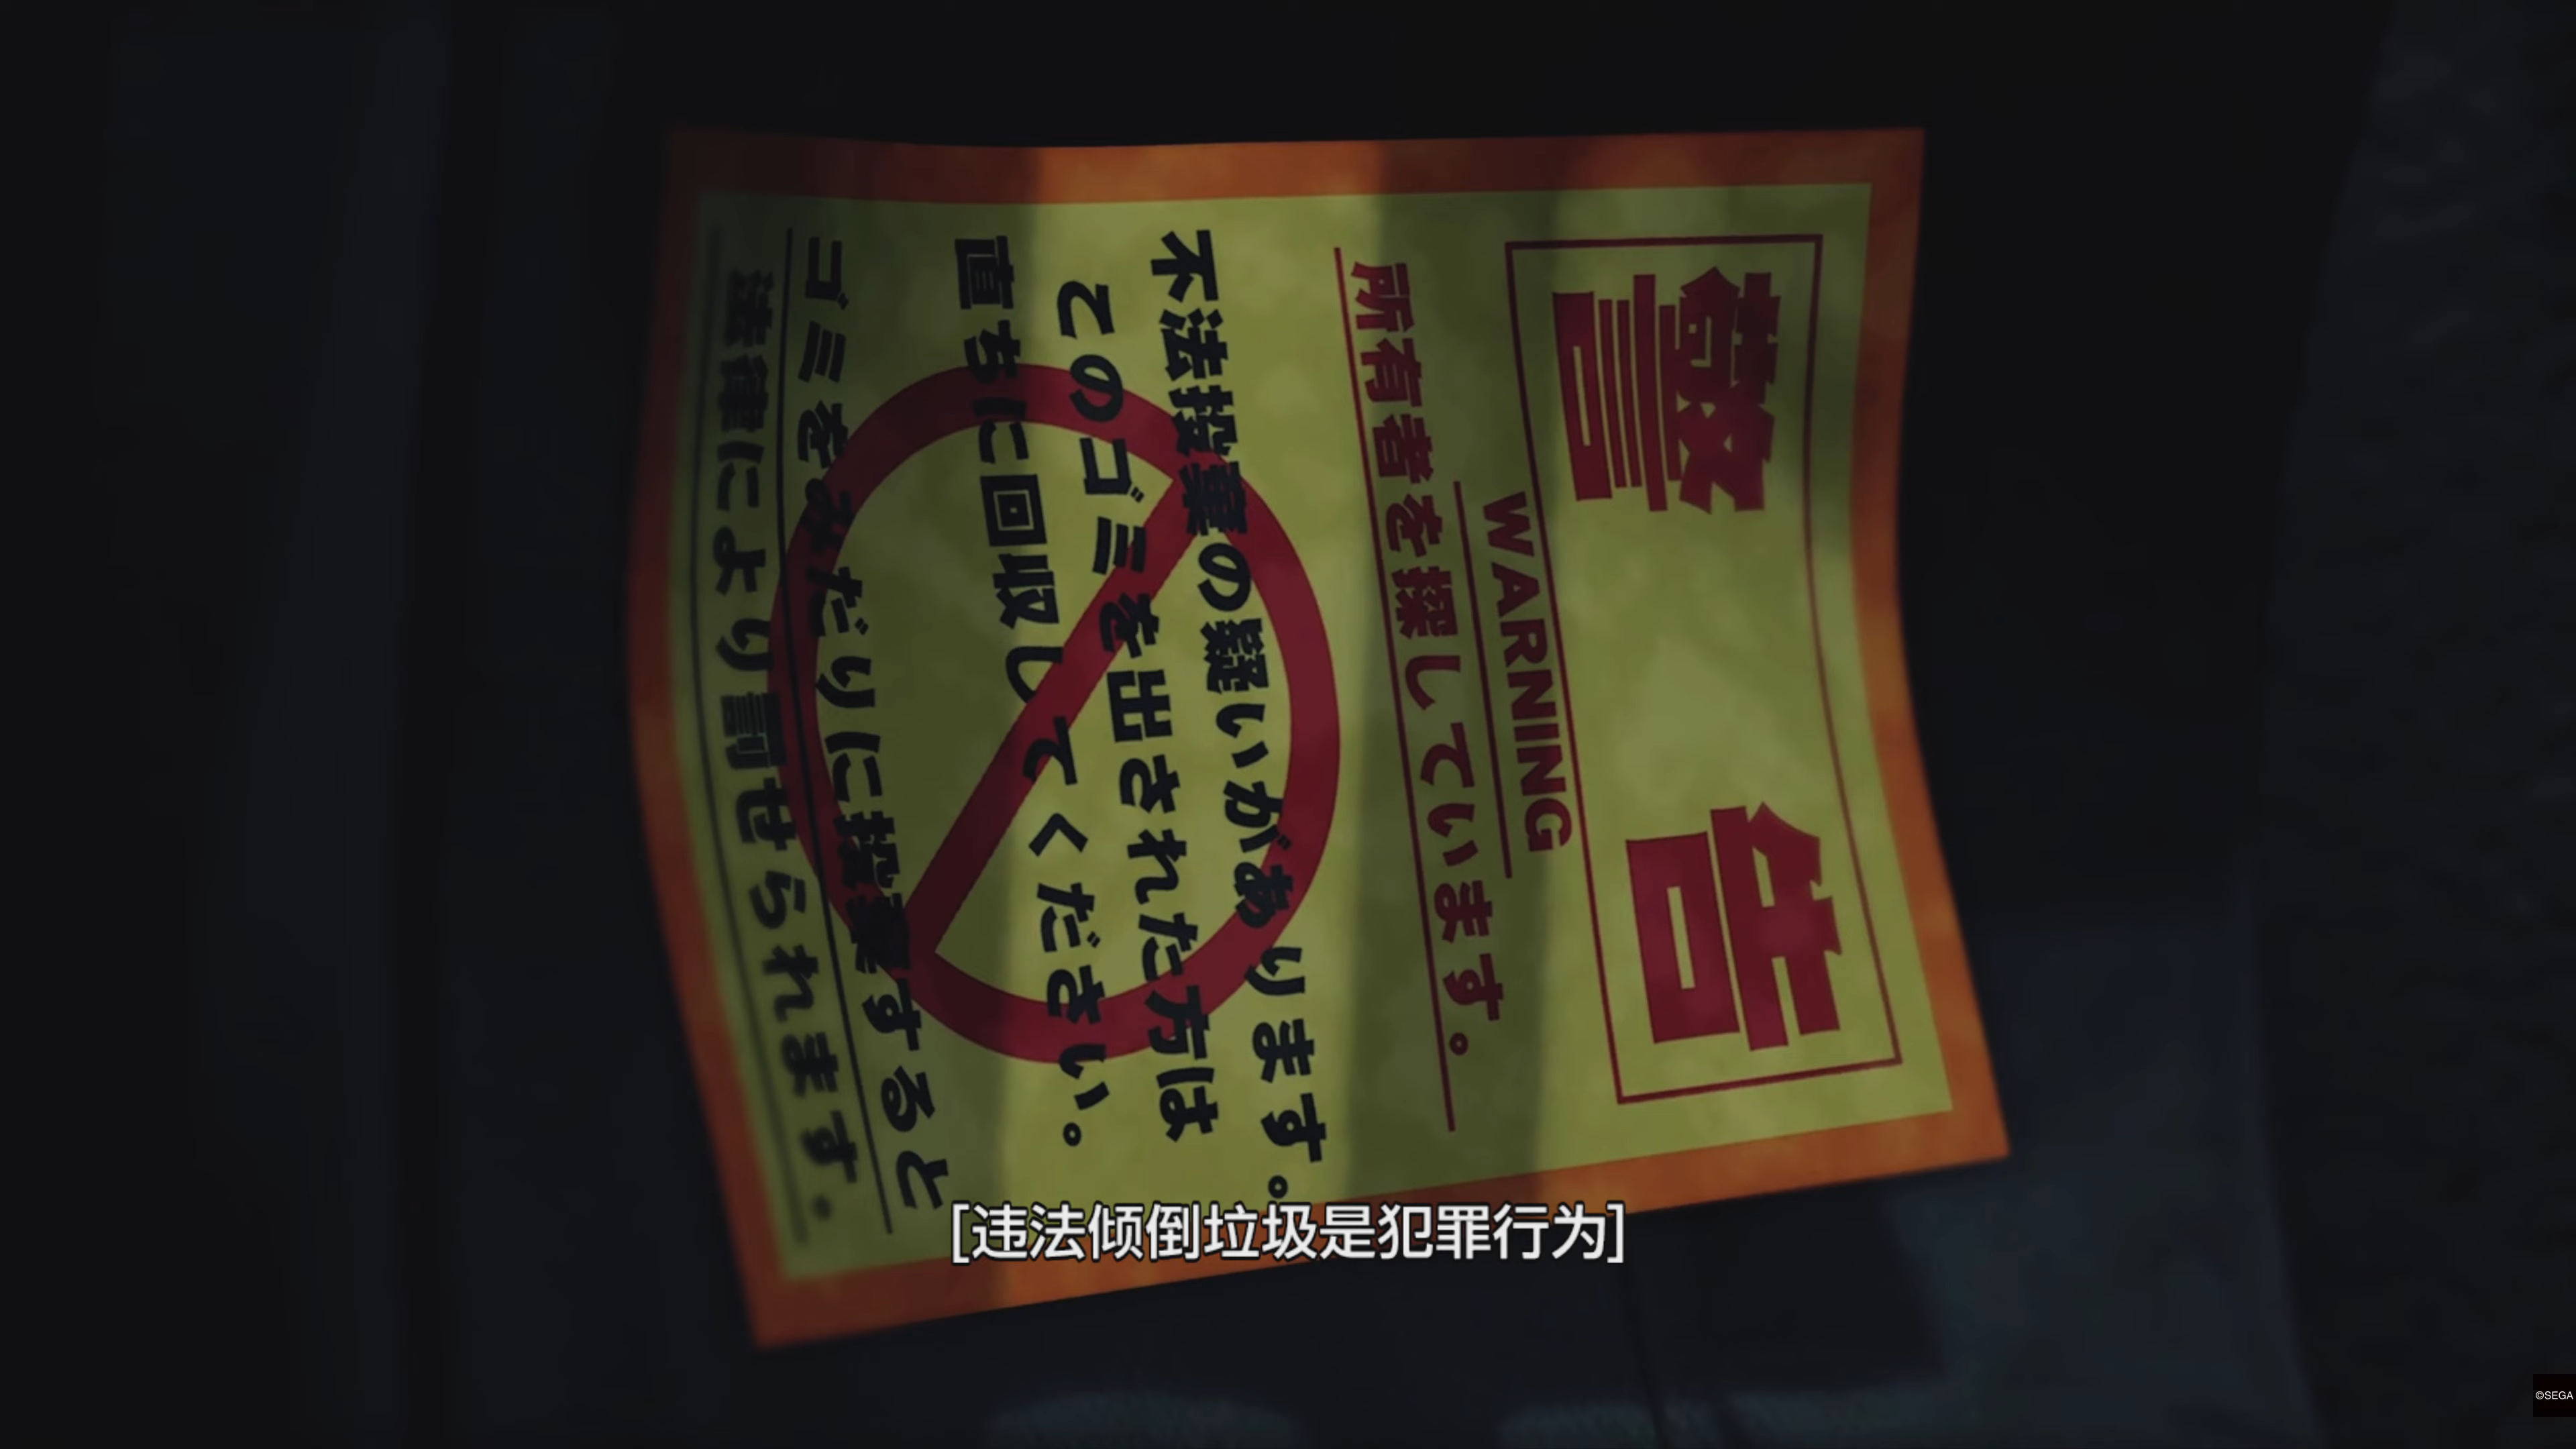 警告
WARNING
所有者を探しています。
不法投棄の疑いがあります。
このゴミを出された方は
直ちに回収してください。
ゴミをみだりに投棄すると
法律により罰せられます。
[违法倾倒垃圾是犯罪行为]
©SEGA